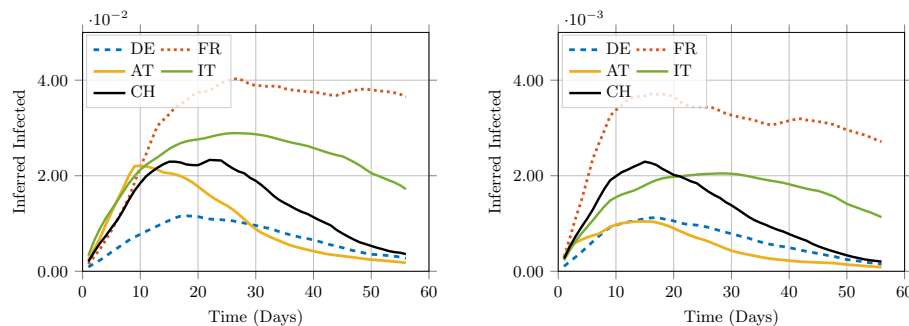 ·10⁻²
Inferred Infected
4.00
2.00
0.00
DE FR
AT IT
CH
0 10 20 30 40 50 60
Time (Days)
·10⁻³
Inferred Infected
4.00
2.00
0.00
DE FR
AT IT
CH
0 10 20 30 40 50 60
Time (Days)